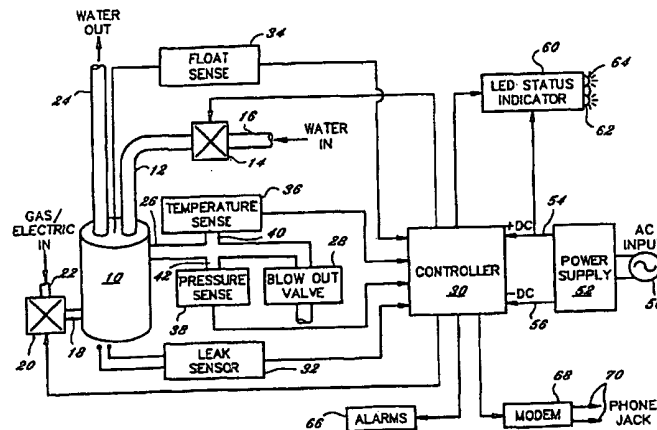 WATER
OUT
24
34
FLOAT
SENSE
60
64
LED STATUS
INDICATOR
62
16
WATER
IN
14
12
GAS/
ELECTRIC
IN
22
26
36
TEMPERATURE
SENSE
40
10
42
28
PRESSURE
SENSE
BLOW OUT
VALVE
38
20
18
LEAK
SENSOR
32
CONTROLLER
30
+DC
-DC
54
56
POWER
SUPPLY
52
AC
INPUT
66
ALARMS
68
MODEM
70
PHONE
JACK